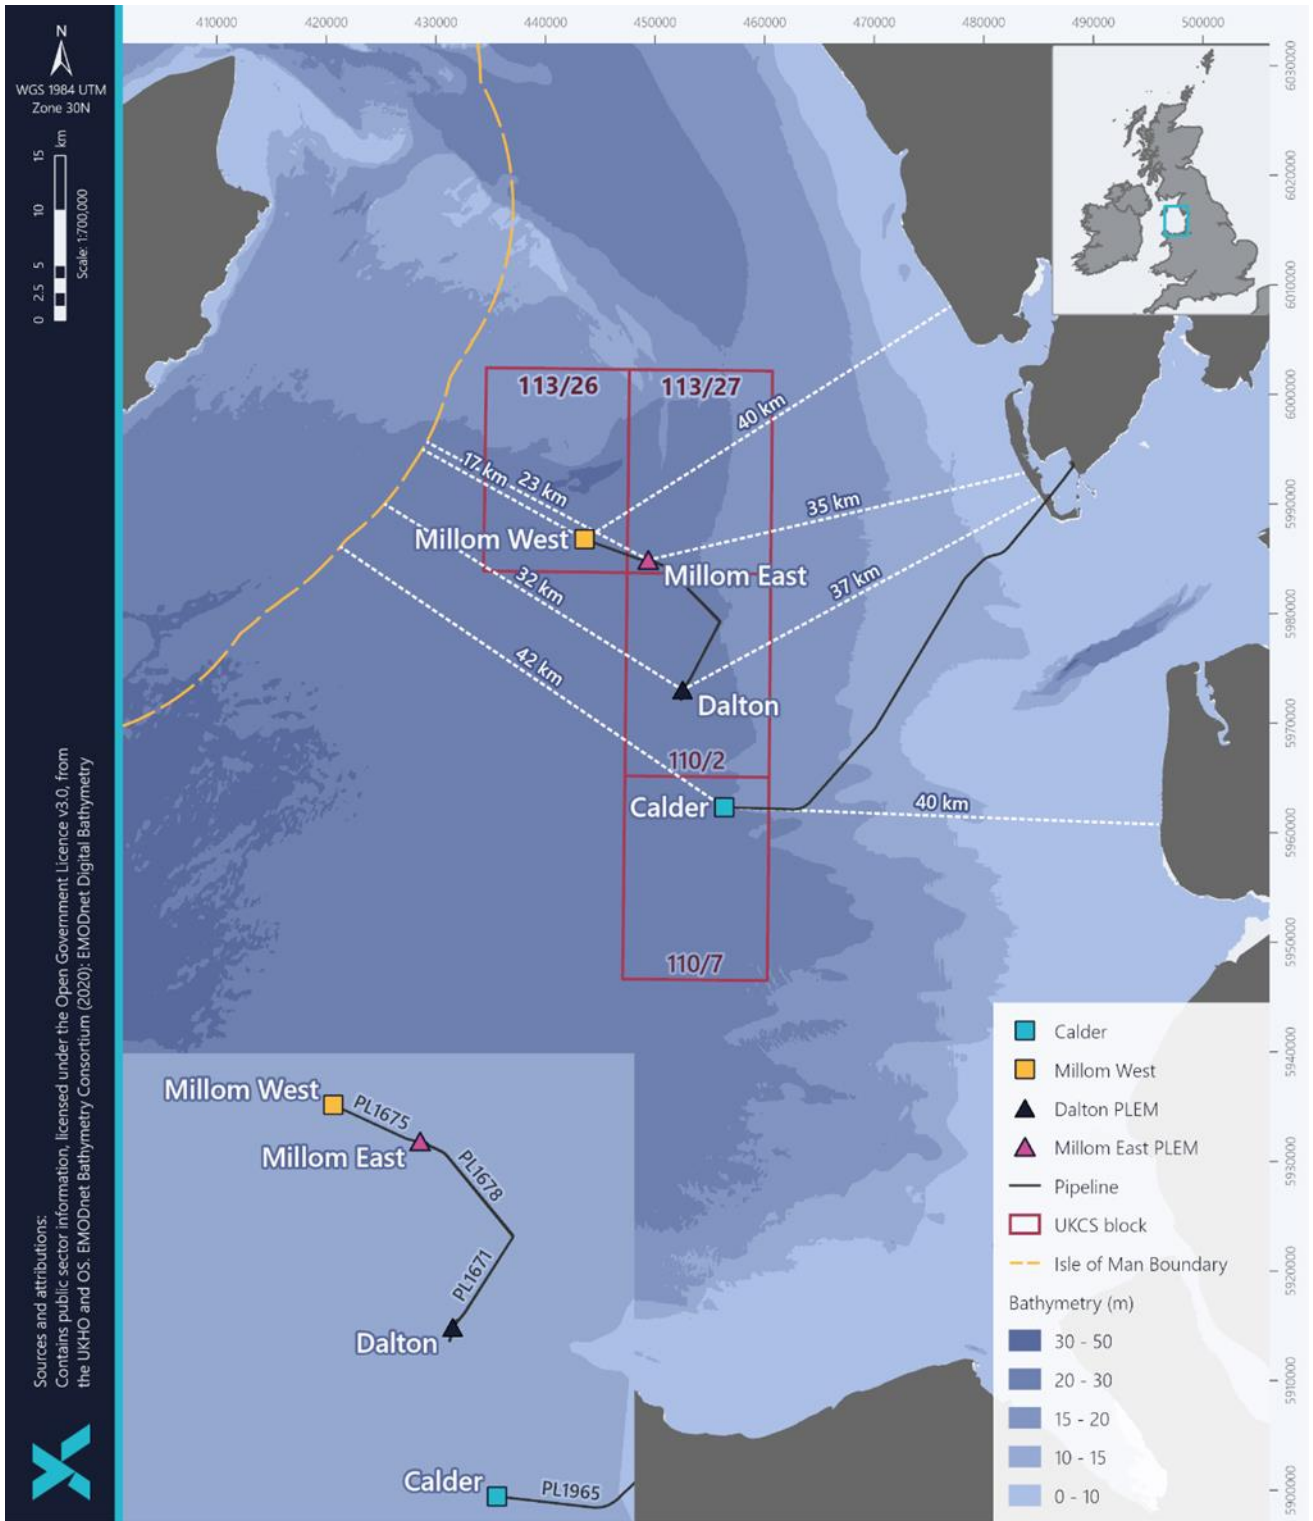 410000 420000 430000 440000 450000 460000 470000 480000 490000 500000
N
WGS 1984 UTM
Zone 30N
0 2.5 5 10 15 km
Scale: 1:700,000
Sources and attributions:
Contains public sector information, licensed under the Open Government Licence v3.0, from
the UKHO and OS. EMODnet Bathymetry Consortium (2020): EMODnet Digital Bathymetry
6030000
6020000
6010000
6000000
5990000
5980000
5970000
5960000
5950000
5940000
5930000
5920000
5910000
5900000
113/26
113/27
40 km
17 km
23 km
35 km
Millom West
Millom East
32 km
37 km
42 km
Dalton
110/2
Calder
40 km
110/7
Millom West
PL1675
Millom East
PL1678
PL1671
Dalton
Calder
PL1965
Calder
Millom West
Dalton PLEM
Millom East PLEM
Pipeline
UKCS block
Isle of Man Boundary
Bathymetry (m)
30 - 50
20 - 30
15 - 20
10 - 15
0 - 10